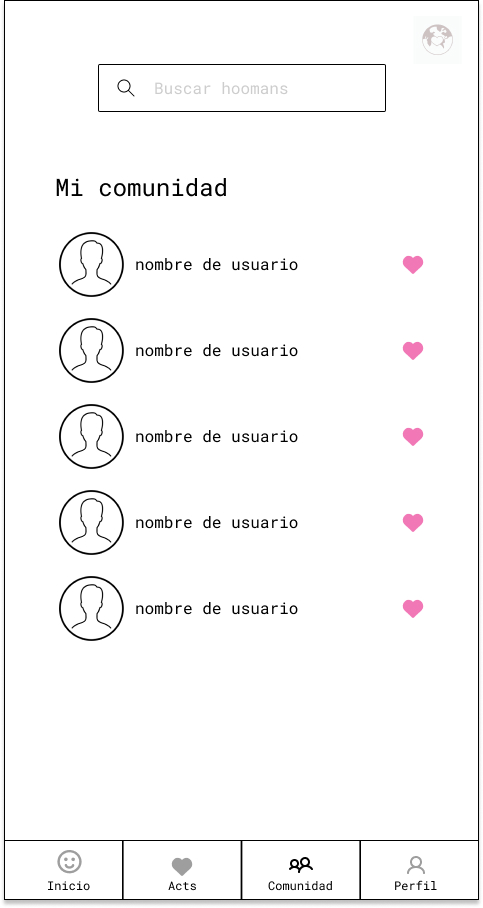 Buscar hoomans
Mi comunidad
nombre de usuario
nombre de usuario
nombre de usuario
nombre de usuario
nombre de usuario
Inicio
Acts
Comunidad
Perfil